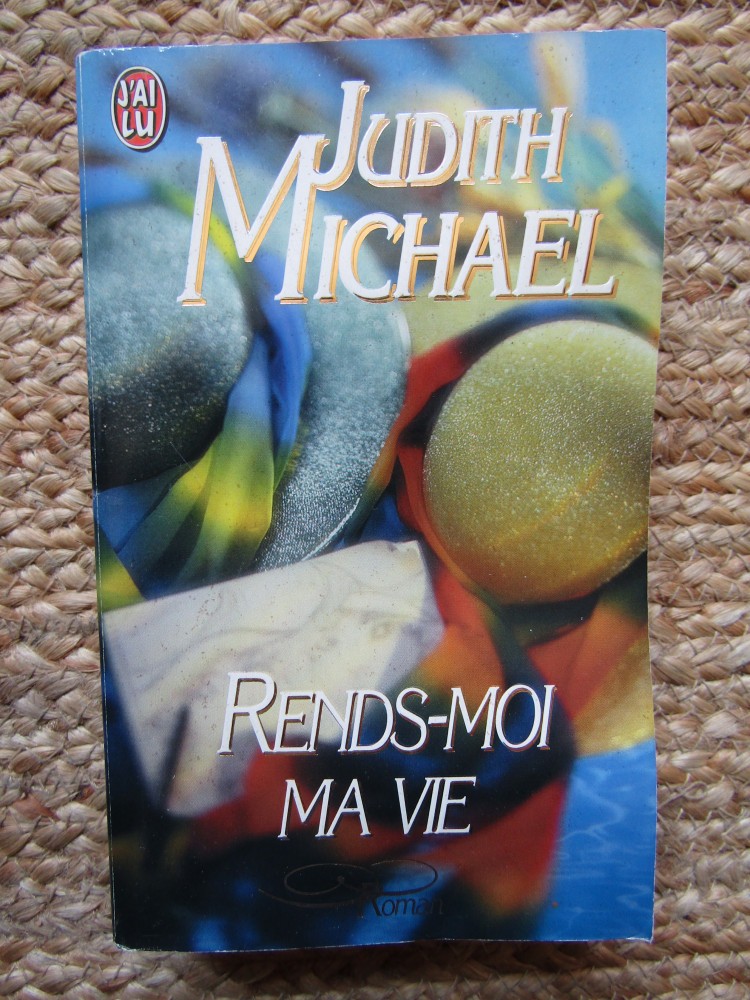 J'AI
LU
JUDITH
MICHAEL
RENDS-MOI
MA VIE
Roman